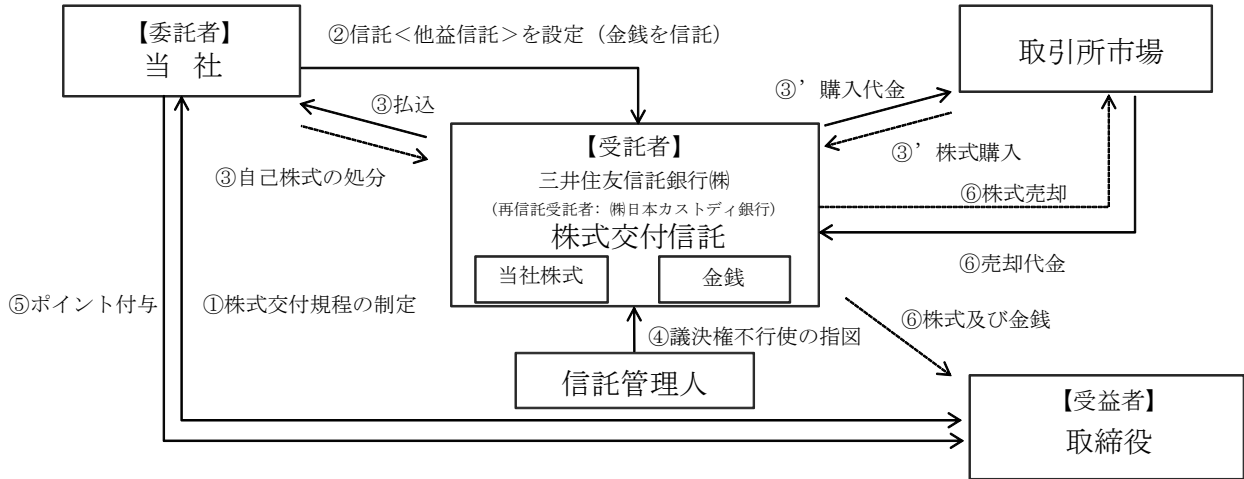 【委託者】
当 社
②信託＜他益信託＞を設定（金銭を信託）
取引所市場
③払込
③’購入代金
③自己株式の処分
【受託者】
三井住友信託銀行㈱
(再信託受託者：㈱日本カストディ銀行)
株式交付信託
当社株式
金銭
③’株式購入
⑥株式売却
⑥売却代金
⑤ポイント付与
①株式交付規程の制定
⑥株式及び金銭
④議決権不行使の指図
信託管理人
【受益者】
取締役